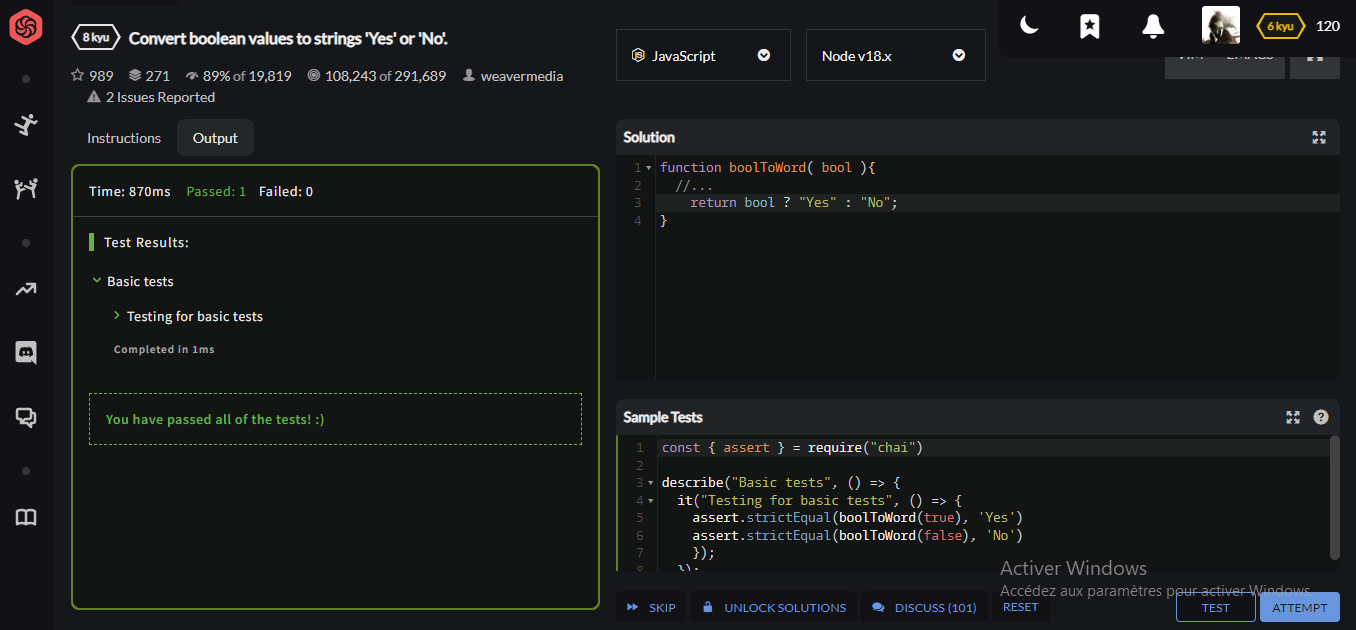 8 kyu Convert boolean values to strings 'Yes' or 'No'.
989 271 89% of 19,819 108,243 of 291,689 weavermedia
2 Issues Reported
Instructions Output
Time: 870ms Passed: 1 Failed: 0
Test Results:
Basic tests
Testing for basic tests
Completed in 1ms
You have passed all of the tests! :)
6 kyu 120
JavaScript Node v18.x
VIM EMACS
Solution
1 function boolToWord( bool ){
2 //...
3 return bool ? "Yes" : "No";
4 }
Sample Tests
1 const { assert } = require("chai")
2
3 describe("Basic tests", () => {
4 it("Testing for basic tests", () => {
5 assert.strictEqual(boolToWord(true), 'Yes')
6 assert.strictEqual(boolToWord(false), 'No')
7 });
8 });
Activer Windows
Accédez aux paramètres pour activer Windows.
SKIP UNLOCK SOLUTIONS DISCUSS (101) RESET TEST ATTEMPT